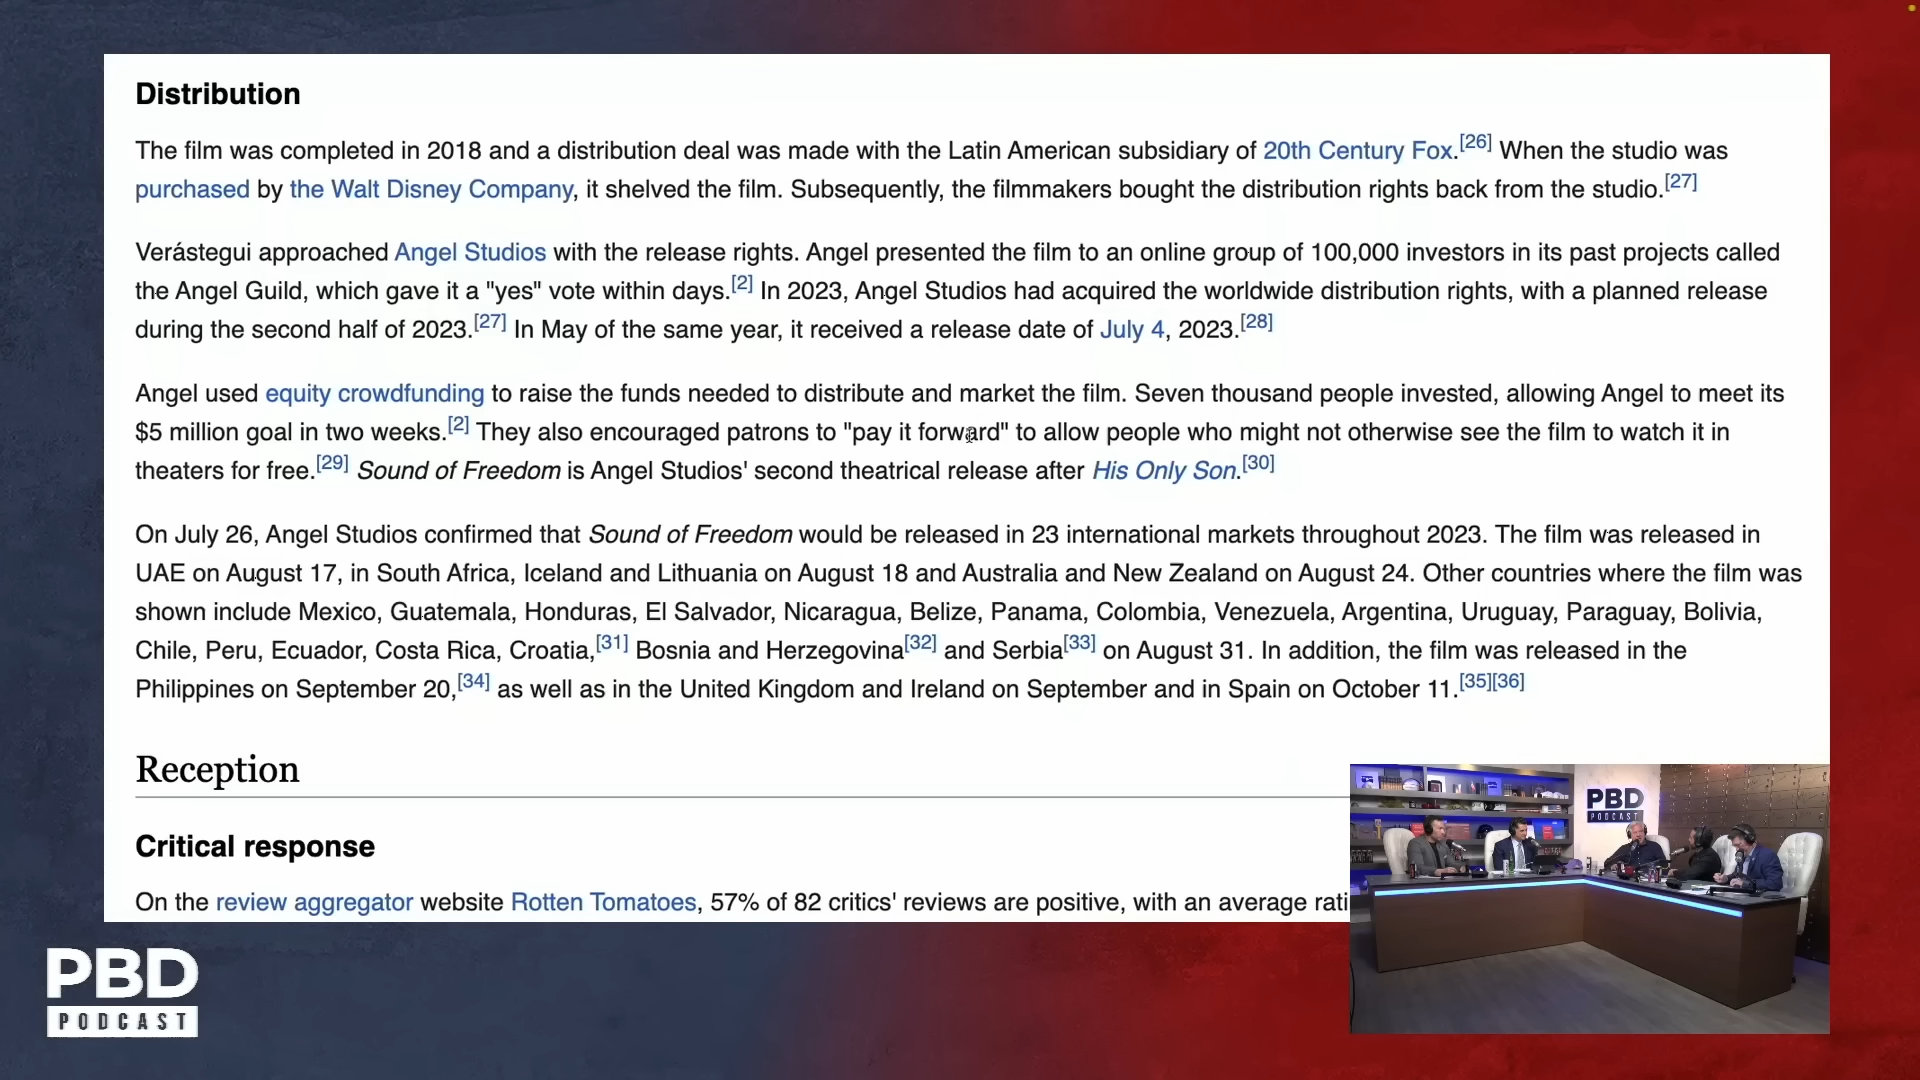 Distribution
The film was completed in 2018 and a distribution deal was made with the Latin American subsidiary of 20th Century Fox.[26] When the studio was
purchased by the Walt Disney Company, it shelved the film. Subsequently, the filmmakers bought the distribution rights back from the studio.[27]
Verástegui approached Angel Studios with the release rights. Angel presented the film to an online group of 100,000 investors in its past projects called
the Angel Guild, which gave it a "yes" vote within days.[2] In 2023, Angel Studios had acquired the worldwide distribution rights, with a planned release
during the second half of 2023.[27] In May of the same year, it received a release date of July 4, 2023.[28]
Angel used equity crowdfunding to raise the funds needed to distribute and market the film. Seven thousand people invested, allowing Angel to meet its
$5 million goal in two weeks.[2] They also encouraged patrons to "pay it forward" to allow people who might not otherwise see the film to watch it in
theaters for free.[29] Sound of Freedom is Angel Studios' second theatrical release after His Only Son.[30]
On July 26, Angel Studios confirmed that Sound of Freedom would be released in 23 international markets throughout 2023. The film was released in
UAE on August 17, in South Africa, Iceland and Lithuania on August 18 and Australia and New Zealand on August 24. Other countries where the film was
shown include Mexico, Guatemala, Honduras, El Salvador, Nicaragua, Belize, Panama, Colombia, Venezuela, Argentina, Uruguay, Paraguay, Bolivia,
Chile, Peru, Ecuador, Costa Rica, Croatia,[31] Bosnia and Herzegovina[32] and Serbia[33] on August 31. In addition, the film was released in the
Philippines on September 20,[34] as well as in the United Kingdom and Ireland on September and in Spain on October 11.[35][36]
Reception
Critical response
On the review aggregator website Rotten Tomatoes, 57% of 82 critics' reviews are positive, with an average rati
PBD
PODCAST
PBD
PODCAST